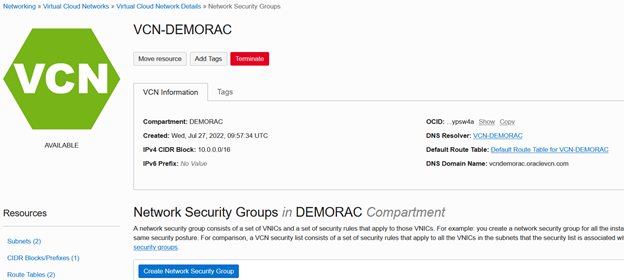 Networking » Virtual Cloud Networks » Virtual Cloud Network Details » Network Security Groups
VCN
AVAILABLE
VCN-DEMORAC
Move resource
Add Tags
Terminate
VCN Information
Tags
Compartment: DEMORAC
Created: Wed, Jul 27, 2022, 09:57:34 UTC
IPv4 CIDR Block: 10.0.0.0/16
IPv6 Prefix: No Value
OCID: ...ypsw4a Show Copy
DNS Resolver: VCN-DEMORAC
Default Route Table: Default Route Table for VCN-DEMORAC
DNS Domain Name: vcndemorac.oraclevcn.com
Resources
Subnets (2)
CIDR Blocks/Prefixes (1)
Route Tables (2)
Network Security Groups in DEMORAC Compartment
A network security group consists of a set of VNICs and a set of security rules that apply to those VNICs. For example: you create a network security group for all the insta
same security posture. For comparison, a VCN security list consists of a set of security rules that apply to all the VNICs in the subnets that the security list is associated wit
security groups.
Create Network Security Group